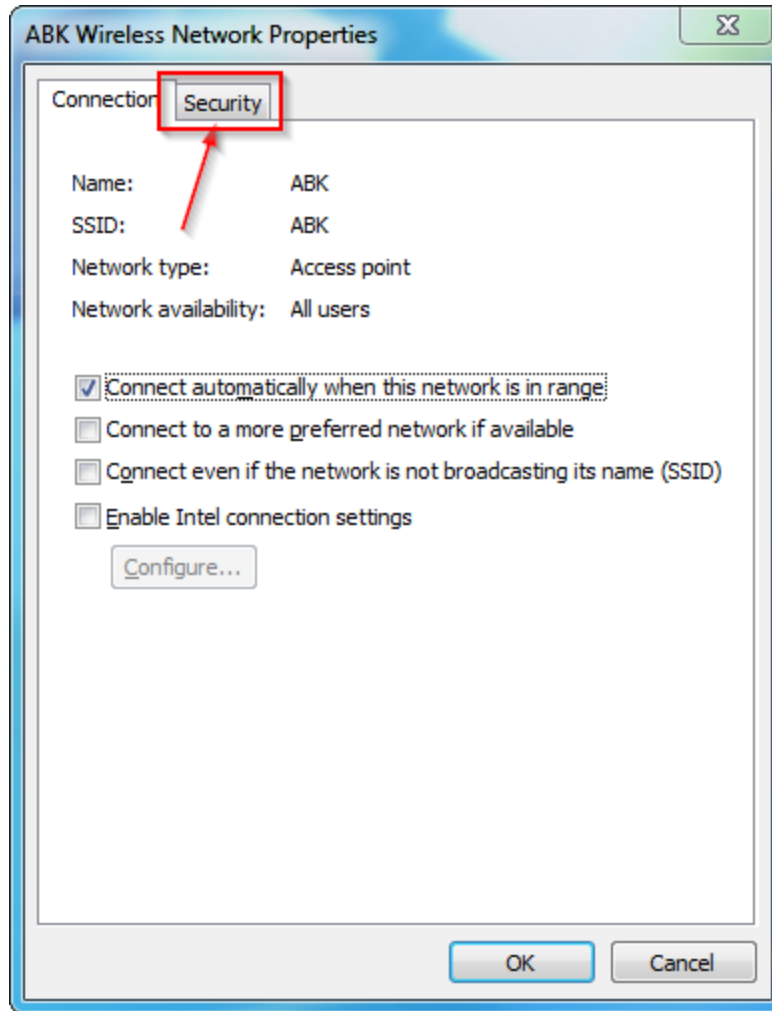 ABK Wireless Network Properties
Connection Security
Name: ABK
SSID: ABK
Network type: Access point
Network availability: All users
Connect automatically when this network is in range
Connect to a more preferred network if available
Connect even if the network is not broadcasting its name (SSID)
Enable Intel connection settings
Configure...
OK Cancel